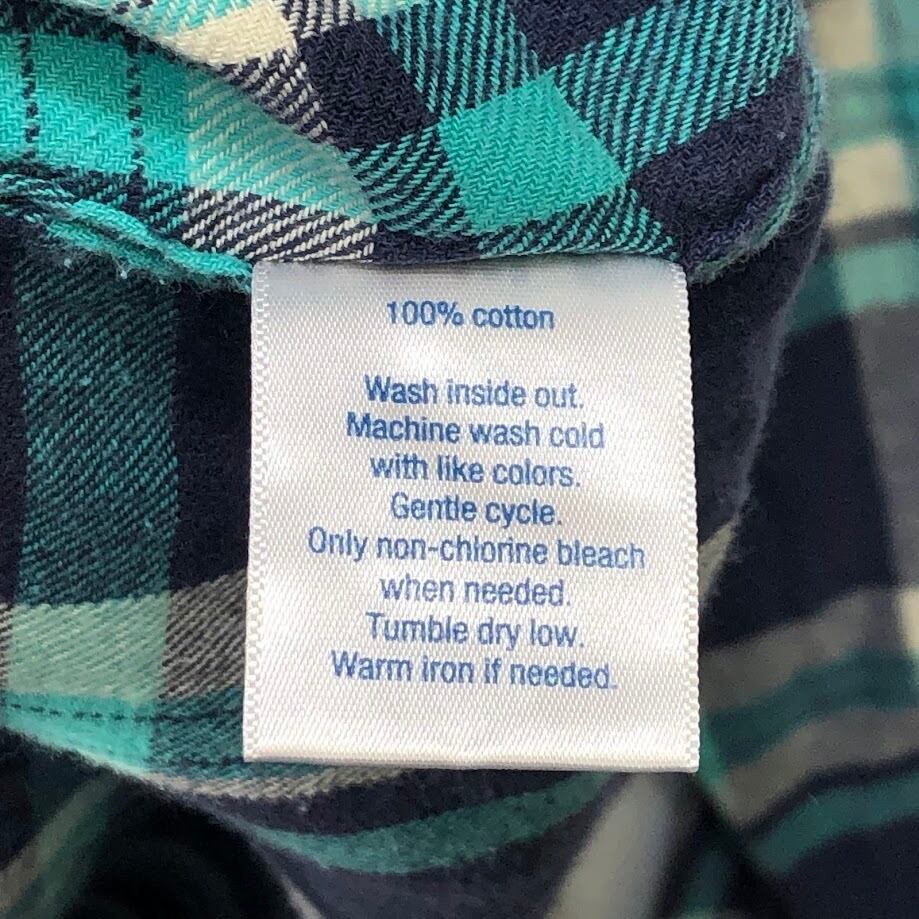 100% cotton
Wash inside out.
Machine wash cold
with like colors.
Gentle cycle.
Only non-chlorine bleach
when needed.
Tumble dry low.
Warm iron if needed.